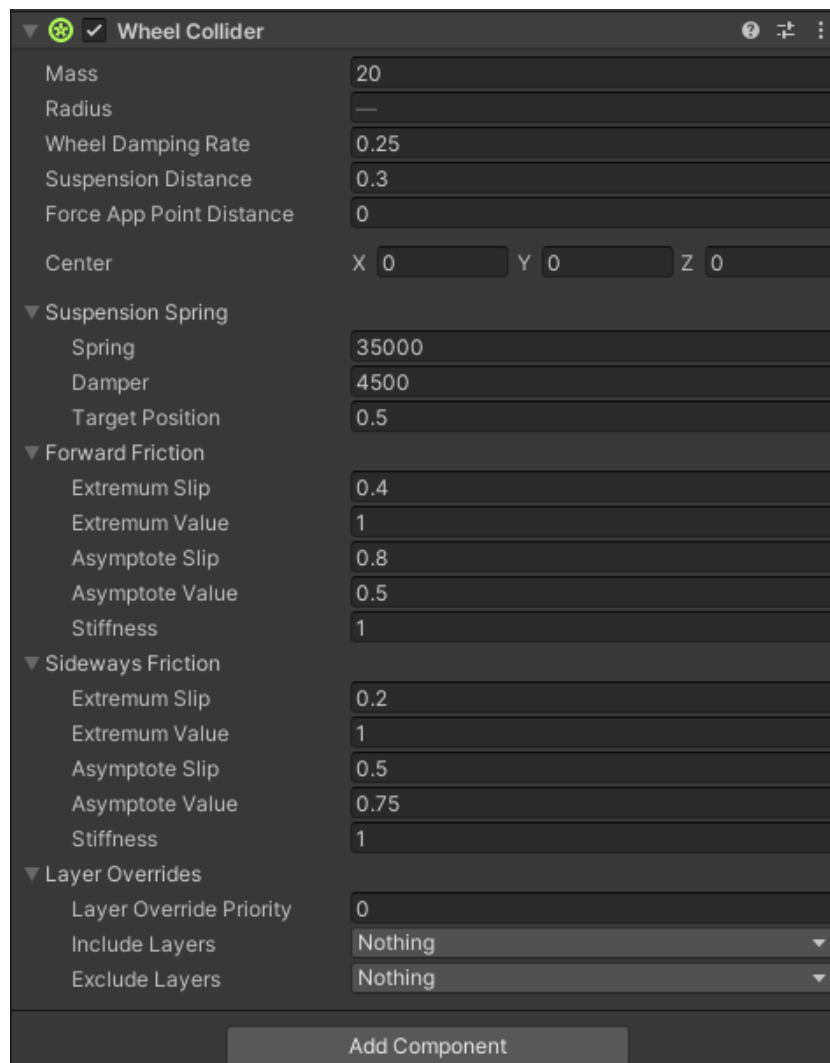 Wheel Collider
Mass 20
Radius —
Wheel Damping Rate 0.25
Suspension Distance 0.3
Force App Point Distance 0
Center X 0 Y 0 Z 0
Suspension Spring
Spring 35000
Damper 4500
Target Position 0.5
Forward Friction
Extremum Slip 0.4
Extremum Value 1
Asymptote Slip 0.8
Asymptote Value 0.5
Stiffness 1
Sideways Friction
Extremum Slip 0.2
Extremum Value 1
Asymptote Slip 0.5
Asymptote Value 0.75
Stiffness 1
Layer Overrides
Layer Override Priority 0
Include Layers Nothing
Exclude Layers Nothing
Add Component